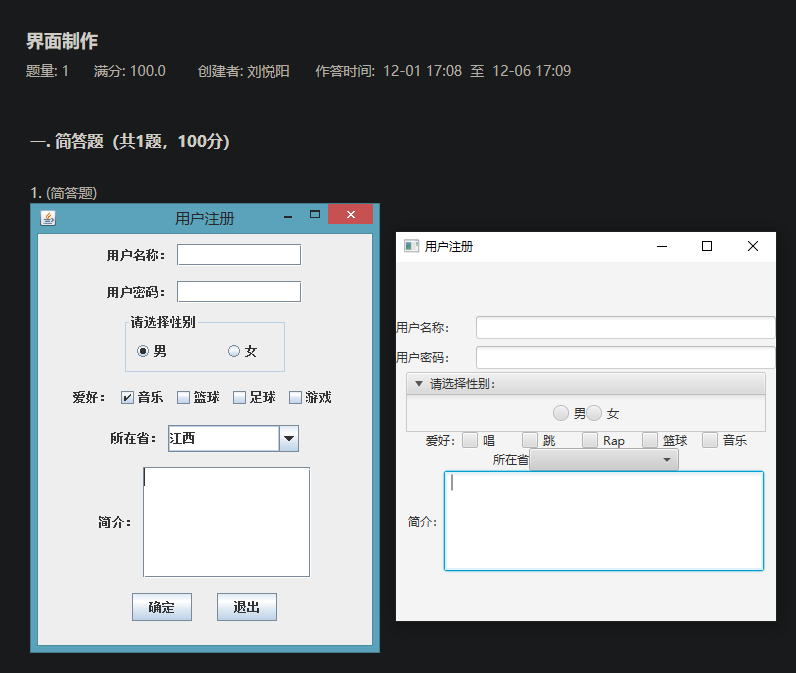 界面制作
题量: 1 满分: 100.0 创建者: 刘悦阳 作答时间: 12-01 17:08 至 12-06 17:09
一. 简答题（共1题，100分）
1. (简答题)
用户注册
用户名称：
用户密码：
请选择性别
男 女
爱好： 音乐 篮球 足球 游戏
所在省： 江西
简介：
确定 退出
用户注册
用户名称：
用户密码：
请选择性别：
男 女
爱好： 唱 跳 Rap 篮球 音乐
所在省
简介：